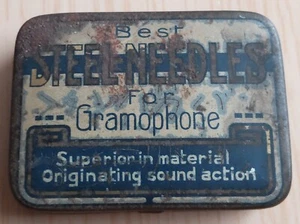 Best
STEEL NEEDLES
For
Gramophone
Superior in material
Originating sound action